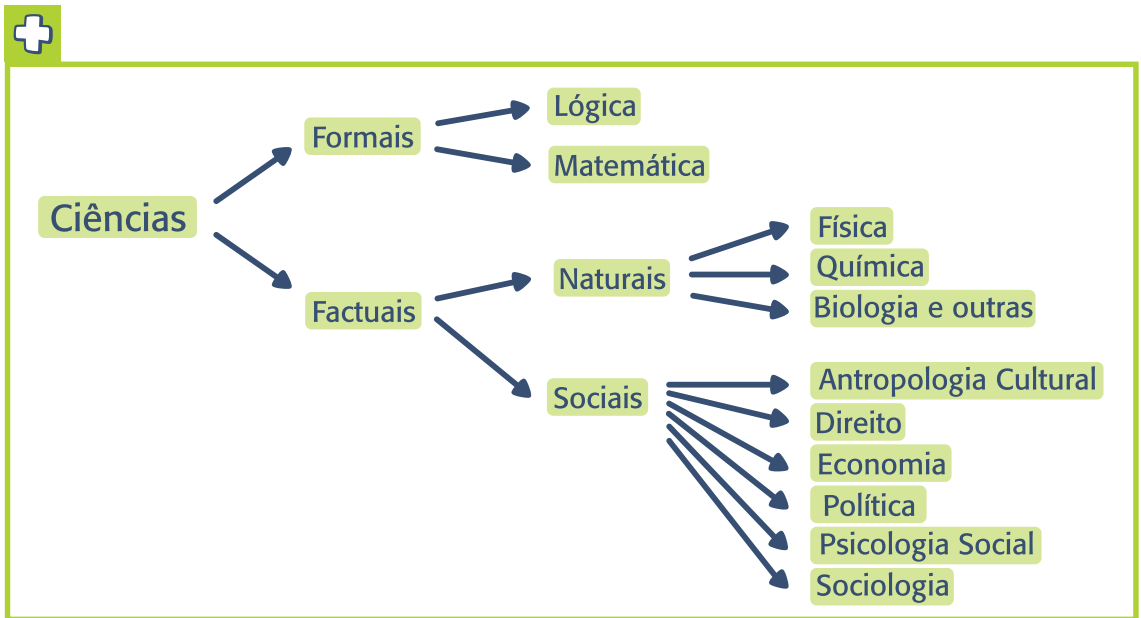 Ciências
Formais
Lógica
Matemática
Factuais
Naturais
Física
Química
Biologia e outras
Sociais
Antropologia Cultural
Direito
Economia
Política
Psicologia Social
Sociologia